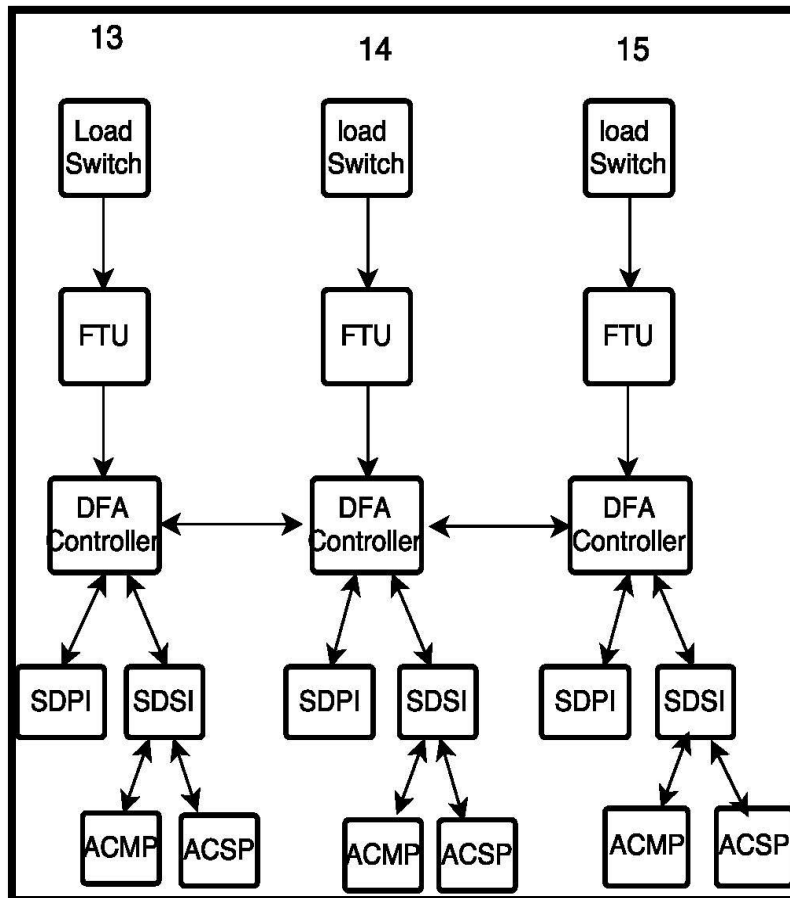 13 14 15
Load
Switch
load
Switch
load
Switch
FTU FTU FTU
DFA
Controller
DFA
Controller
DFA
Controller
SDPI SDSI SDPI SDSI SDPI SDSI
ACMP ACSP ACMP ACSP ACMP ACSP